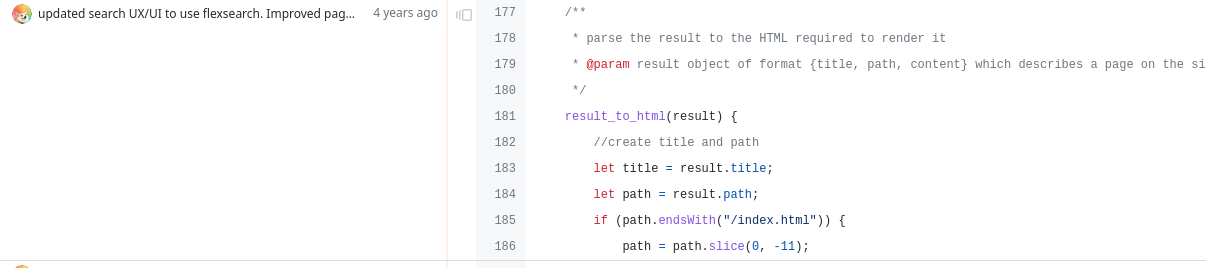 updated search UX/UI to use flexsearch. Improved pag... 4 years ago
177 /**
178 * parse the result to the HTML required to render it
179 * @param result object of format {title, path, content} which describes a page on the si
180 */
181 result_to_html(result) {
182 //create title and path
183 let title = result.title;
184 let path = result.path;
185 if (path.endsWith("/index.html")) {
186 path = path.slice(0, -11);